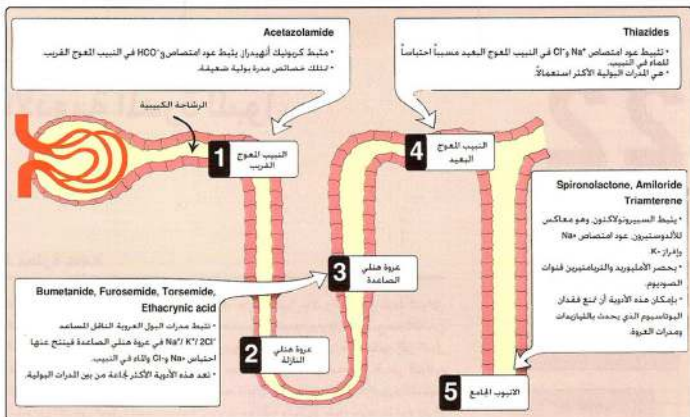 Acetazolamide
• مثبط كربونيك أنهيدراز يثبط عود امتصاص HCO⁻₃ في النبيب المعوج القريب.
• تمتلك خصائص مدرة بولية ضعيفة.
Thiazides
• تثبيط عود امتصاص Na⁺ و Cl⁻ في النبيب المعوج البعيد مسبباً احتباساً
للماء في النبيب.
• هي المدرات البولية الأكثر استعمالاً.
الرشاحة الكبيبية
1
النبيب المعوج
القريب
4
النبيب المعوج
البعيد
Spironolactone, Amiloride
Triamterene
• يثبط السبيرونولاكتون، وهو معاكس
للألدوستيرون، عود امتصاص Na+
وإفراز K+.
• يحصر الأميلوريد والتريامتيرين قنوات
الصوديوم.
• بإمكان هذه الأدوية أن تمنع فقدان
البوتاسيوم الذي يحدث بالثيازيدات
ومدرات العروة.
3
عروة هنلي
الصاعدة
Bumetanide, Furosemide, Torsemide,
Ethacrynic acid
• تثبط مدرات البول العروية الناقل المساعد
Na⁺/ K⁺/ 2Cl⁻ في عروة هنلي الصاعدة فينتج عنها
احتباس Na+ و Cl- والماء في النبيب.
• تعد هذه الأدوية الأكثر نجاعة من بين المدرات البولية.
2
عروة هنلي
النازلة
5
الانبوب الجامع